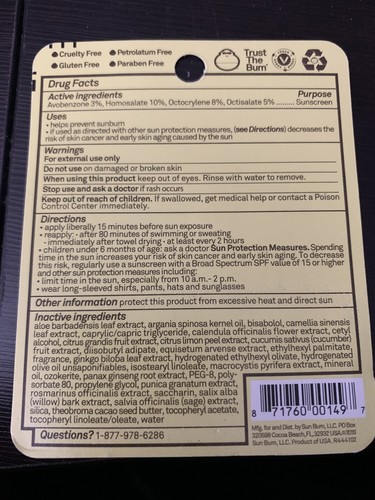 Cruelty Free • Petrolatum Free
Gluten Free • Paraben Free
Trust
The
Bum
Drug Facts
Active ingredients Purpose
Avobenzone 3%, Homosalate 10%, Octocrylene 8%, Octisalate 5% .......... Sunscreen
Uses
• helps prevent sunburn
• if used as directed with other sun protection measures, (see Directions) decreases the
risk of skin cancer and early skin aging caused by the sun
Warnings
For external use only
Do not use on damaged or broken skin
When using this product keep out of eyes. Rinse with water to remove.
Stop use and ask a doctor if rash occurs
Keep out of reach of children. If swallowed, get medical help or contact a Poison
Control Center immediately.
Directions
• apply liberally 15 minutes before sun exposure
• reapply: • after 80 minutes of swimming or sweating
- immediately after towel drying • at least every 2 hours
• children under 6 months of age: ask a doctor Sun Protection Measures. Spending
time in the sun increases your risk of skin cancer and early skin aging. To decrease
this risk, regularly use a sunscreen with a Broad Spectrum SPF value of 15 or higher
and other sun protection measures including:
• limit time in the sun, especially from 10 a.m.- 2 p.m.
• wear long-sleeved shirts, pants, hats and sunglasses
Other information protect this product from excessive heat and direct sun
Inactive ingredients
aloe barbadensis leaf extract, argania spinosa kernel oil, bisabolol, camellia sinensis
leaf extract, caprylic/capric triglyceride, calendula officinalis flower extract, cetyl
alcohol, citrus grandis fruit extract, citrus limon peel extract, cucumis sativus (cucumber)
fruit extract, diisobutyl adipate, equisetum arvense extract, ethylhexyl palmitate,
fragrance, ginkgo biloba leaf extract, hydrogenated ethylhexyl olivate, hydrogenated
olive oil unsaponifiables, isostearyl linoleate, macrocystis pyrifera extract, mineral
oil, ozokerite, panax ginseng root extract, PEG-8, poly-
sorbate 80, propylene glycol, punica granatum extract,
rosmarinus officinalis extract, saccharin, salix alba
(willow) bark extract, salvia officinalis (sage) extract,
silica, theobroma cacao seed butter, tocopheryl acetate,
tocopheryl linoleate/oleate, water
8 71760 00149 7
Mfg. for and Dist. by Sun Bum, LLC. PO Box
320598 Cocoa Beach, FL, 32932 USA
Sun Bum, LLC. Product of USA. R444102
Questions? 1-877-978-6286